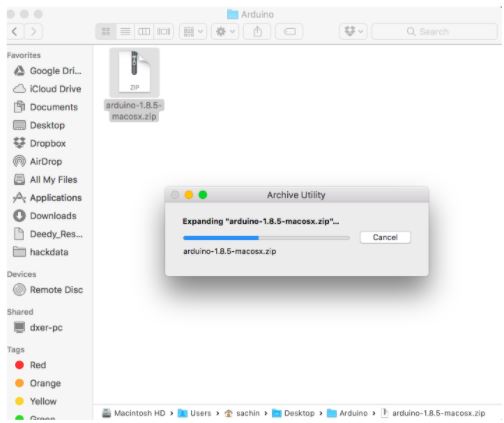 Arduino
Search
Favorites
Google Dri...
iCloud Drive
Documents
Desktop
Dropbox
AirDrop
All My Files
Applications
Downloads
Deedy_Res...
hackdata
Devices
Remote Disc
Shared
dxer-pc
Tags
Red
Orange
Yellow
Green
ZIP
arduino-1.8.5-
macosx.zip
Archive Utility
Expanding "arduino-1.8.5-macosx.zip"...
Cancel
arduino-1.8.5-macosx.zip
Macintosh HD › Users › sachin › Desktop › Arduino › arduino-1.8.5-macosx.zip